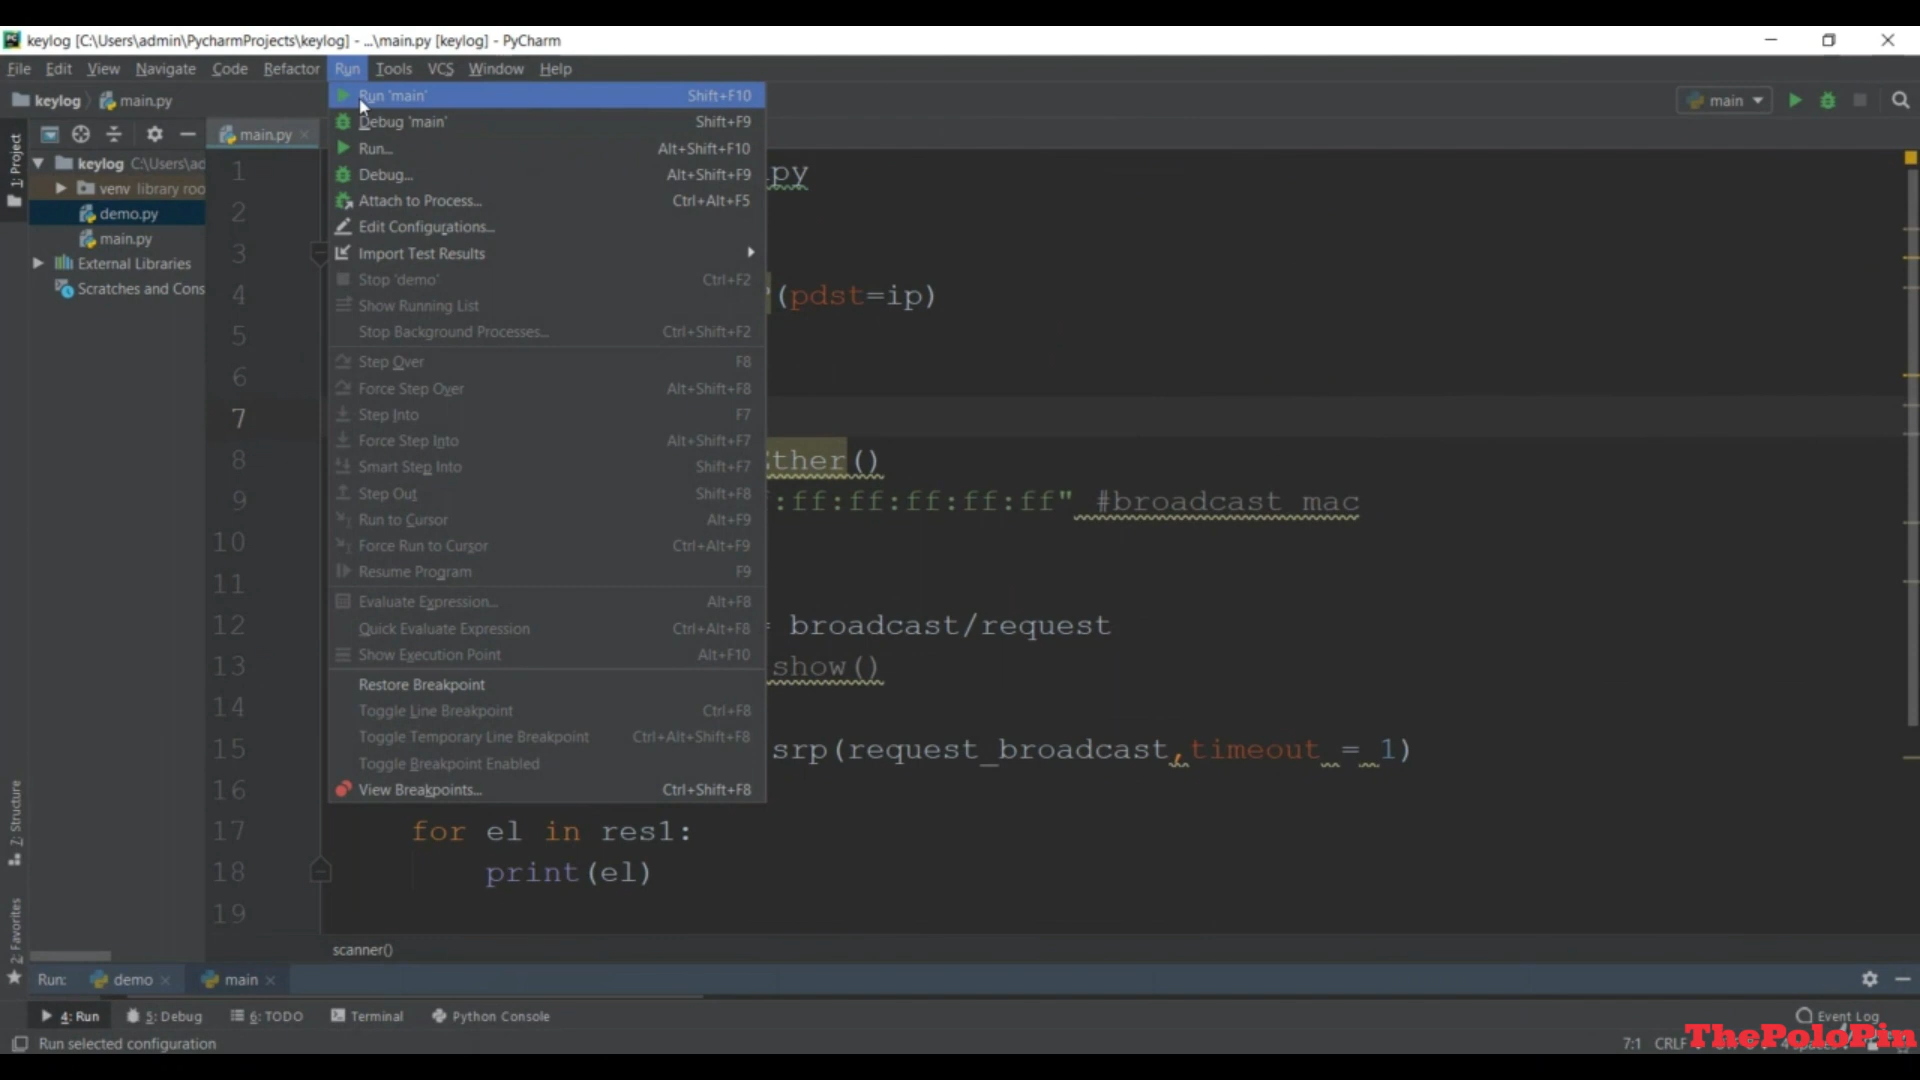 keylog [C:\Users\admin\PycharmProjects\keylog] - ...\main.py [keylog] - PyCharm
File Edit View Navigate Code Refactor Run Tools VCS Window Help
keylog main.py
main
Run 'main' Shift+F10
Debug 'main' Shift+F9
Run... Alt+Shift+F10
Debug... Alt+Shift+F9
Attach to Process... Ctrl+Alt+F5
Edit Configurations...
Import Test Results
Stop 'demo' Ctrl+F2
Show Running List
Stop Background Processes... Ctrl+Shift+F2
Step Over F8
Force Step Over Alt+Shift+F8
Step Into F7
Force Step Into Alt+Shift+F7
Smart Step Into Shift+F7
Step Out Shift+F8
Run to Cursor Alt+F9
Force Run to Cursor Ctrl+Alt+F9
Resume Program F9
Evaluate Expression... Alt+F8
Quick Evaluate Expression Ctrl+Alt+F8
Show Execution Point Alt+F10
Restore Breakpoint
Toggle Line Breakpoint Ctrl+F8
Toggle Temporary Line Breakpoint Ctrl+Alt+Shift+F8
Toggle Breakpoint Enabled
View Breakpoints... Ctrl+Shift+F8
1: Project
keylog C:\Users\ad
venv library roo
demo.py
main.py
External Libraries
Scratches and Cons
7: Structure
2: Favorites
main.py
1 py
2
3
4 (pdst=ip)
5
6
7
8 ther()
9 :ff:ff:ff:ff:ff" #broadcast mac
10
11
12 = broadcast/request
13 show()
14
15 srp(request_broadcast,timeout = 1)
16
17 for el in res1:
18 print(el)
19
scanner()
Run: demo main
4: Run 5: Debug 6: TODO Terminal Python Console Event Log
Run selected configuration 7:1 CRLF 4 spaces
ThePoloPin